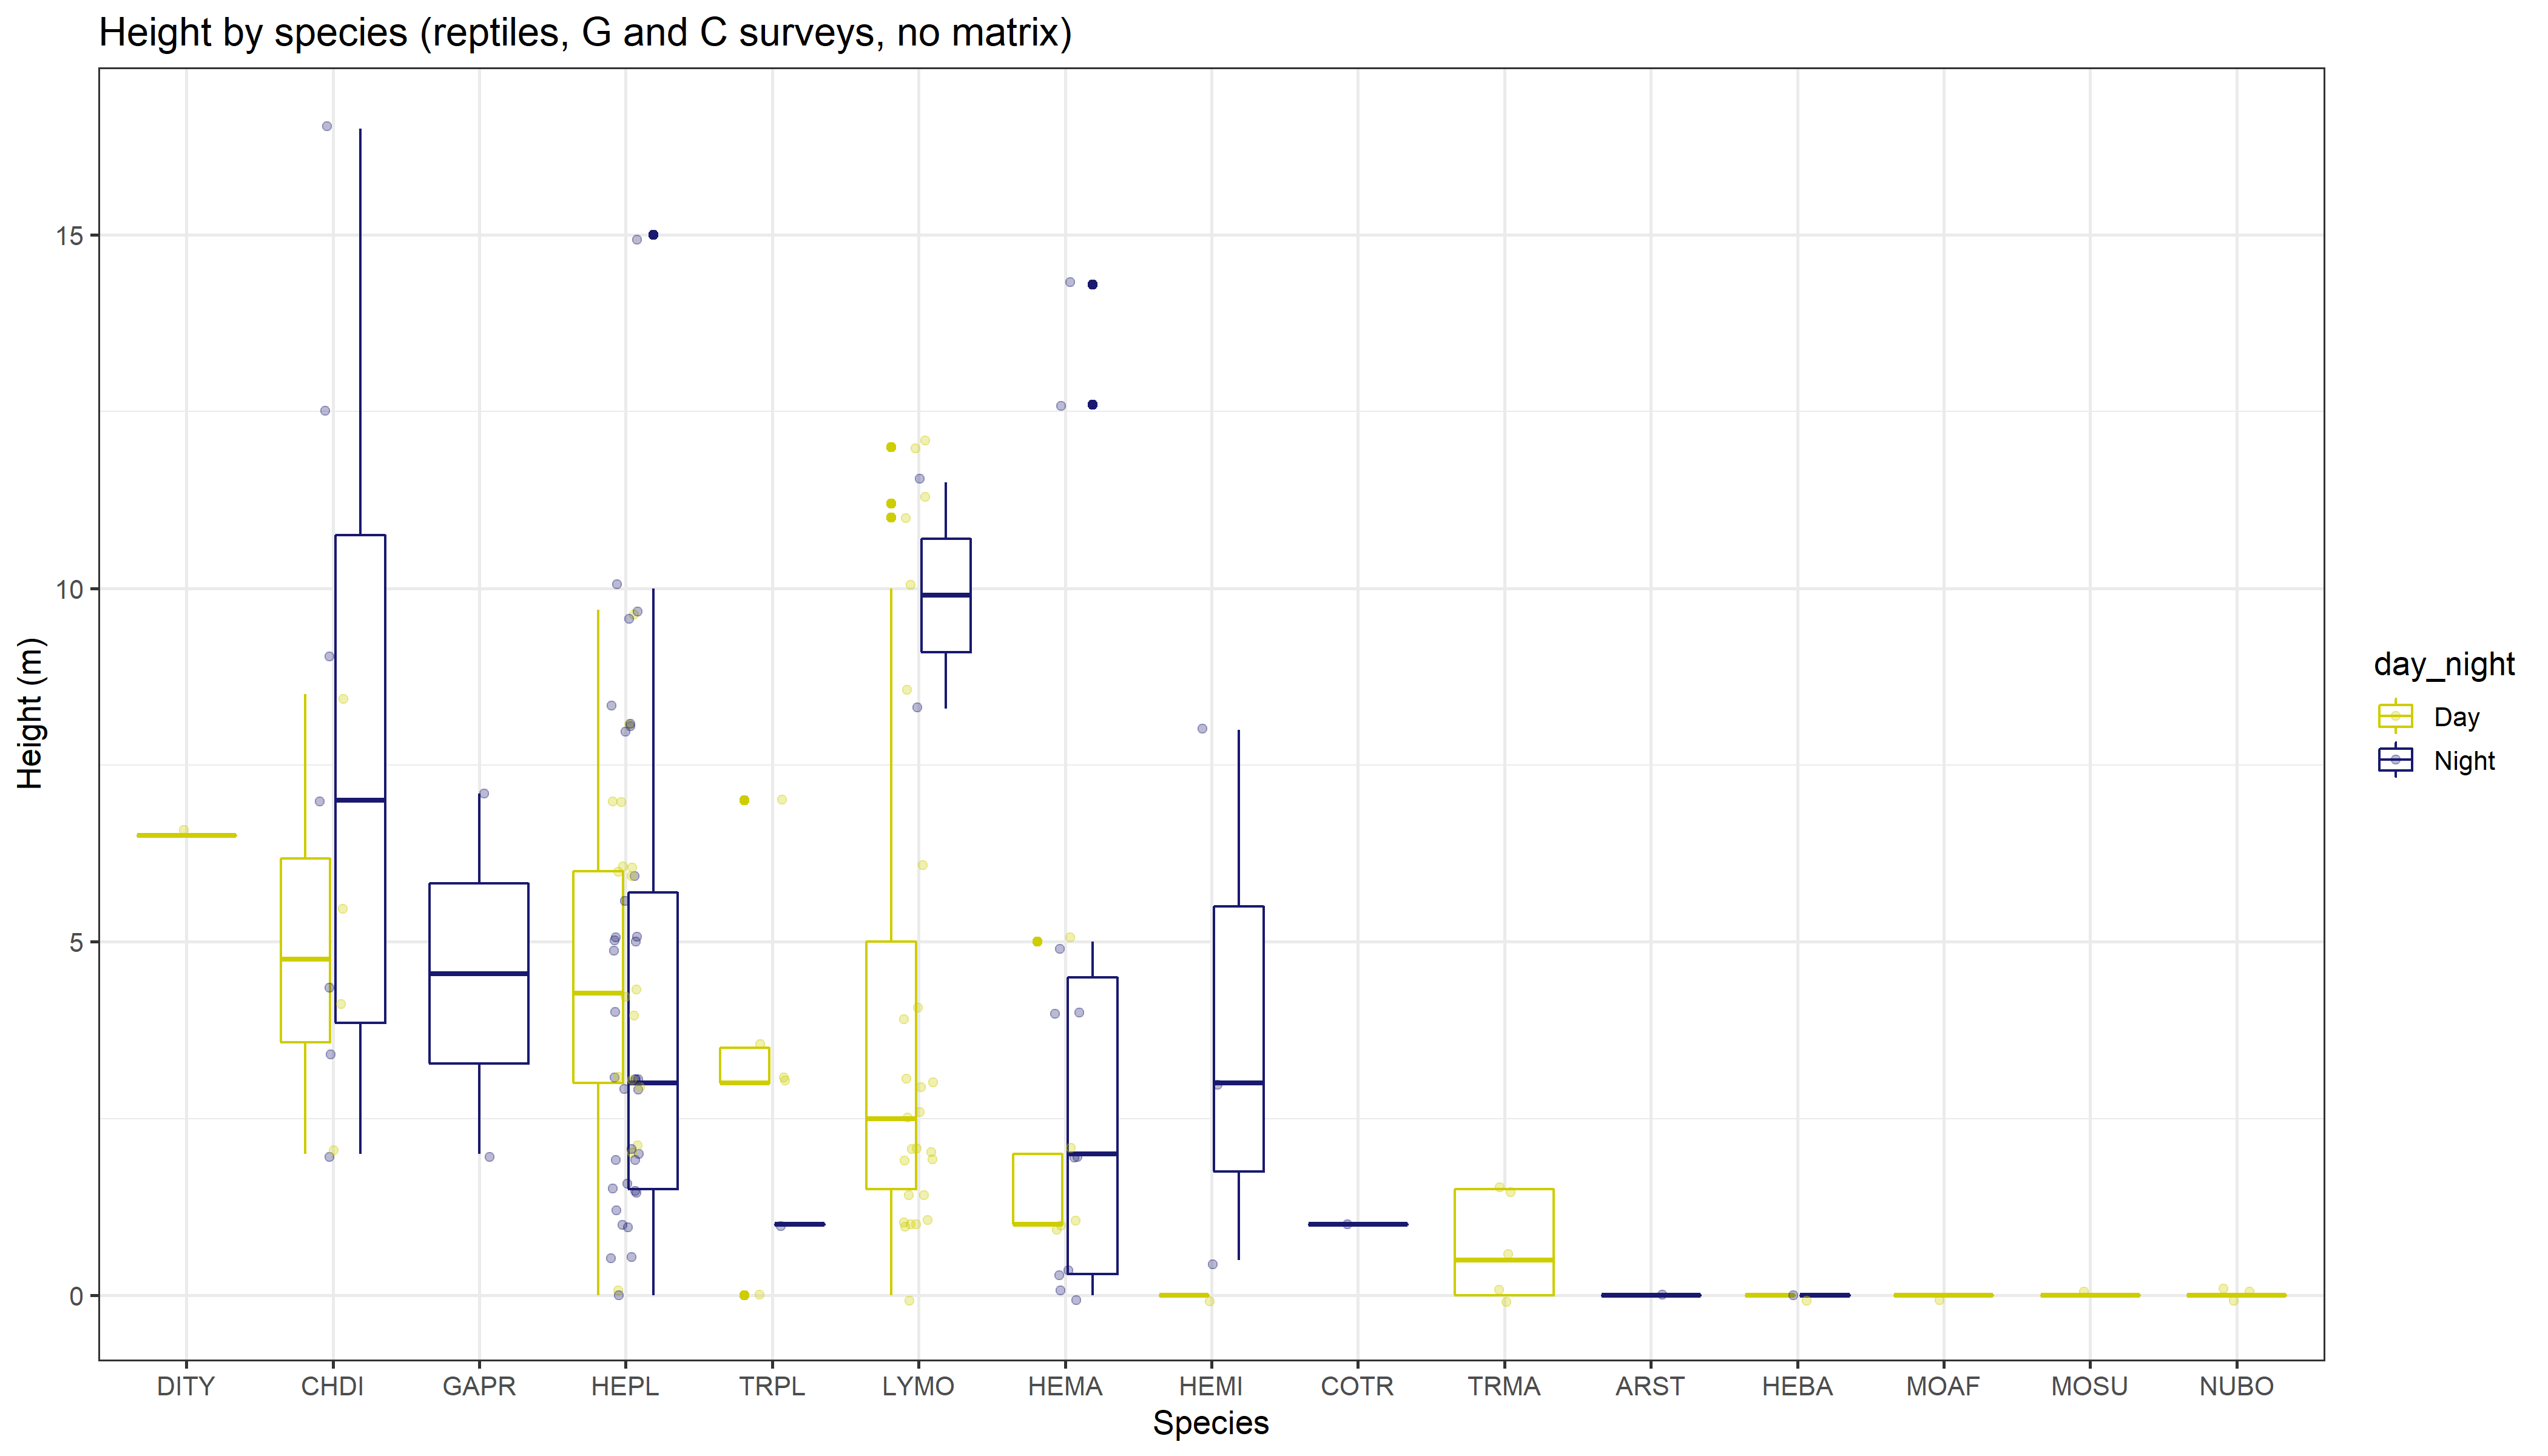 Height by species (reptiles, G and C surveys, no matrix)
15
10
5
0
Height (m)
DITY CHDI GAPR HEPL TRPL LYMO HEMA HEMI COTR TRMA ARST HEBA MOAF MOSU NUBO
Species
day_night
Day
Night